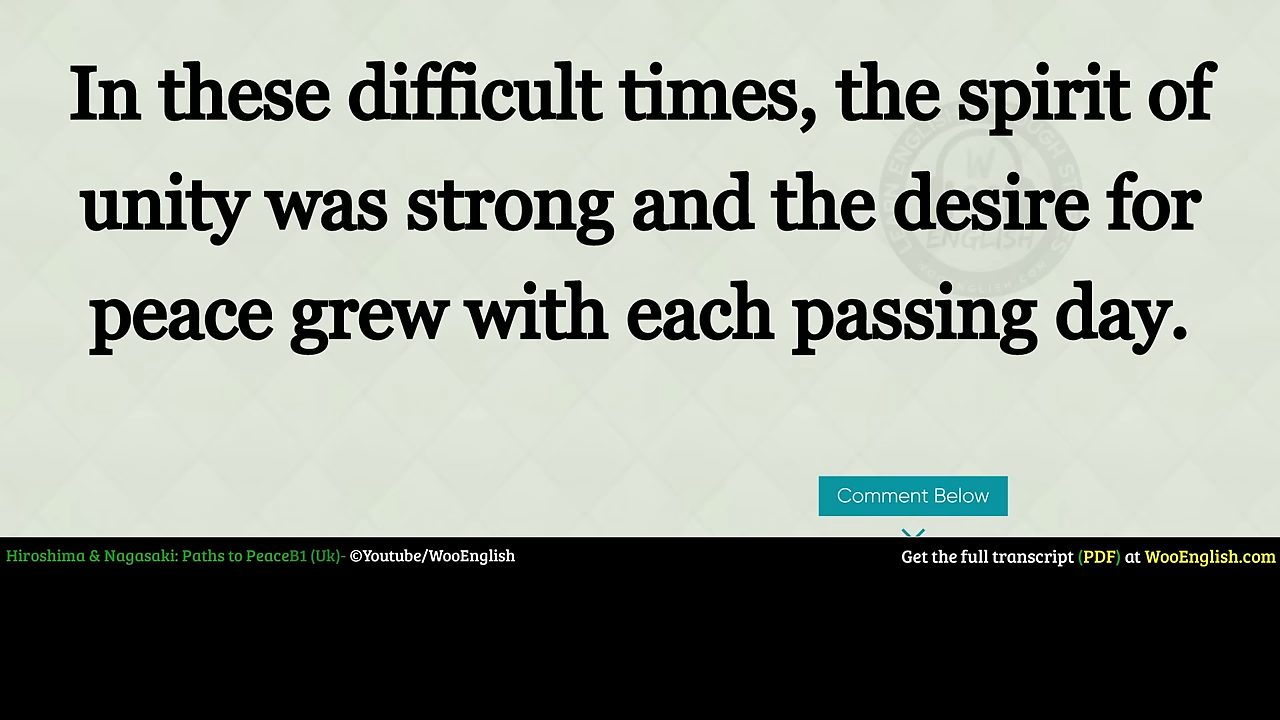 In these difficult times, the spirit of
unity was strong and the desire for
peace grew with each passing day.
Comment Below
Hiroshima & Nagasaki: Paths to PeaceB1 (Uk)- ©Youtube/WooEnglish
Get the full transcript (PDF) at WooEnglish.com